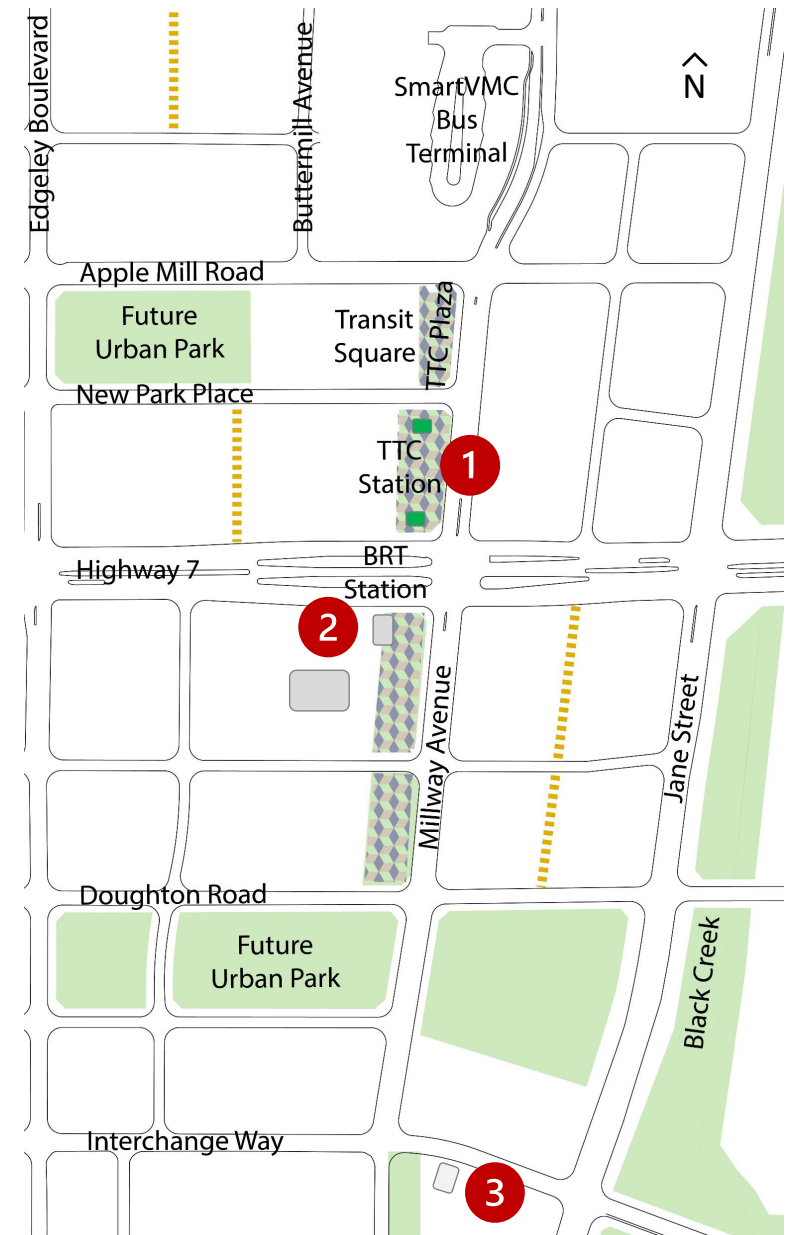 Edgeley Boulevard
Buttermill Avenue
SmartVMC
Bus
Terminal
N
Apple Mill Road
Future
Urban Park
Transit
Square
TTC Plaza
New Park Place
TTC
Station
1
BRT
Station
Highway 7
2
Millway Avenue
Jane Street
Doughton Road
Future
Urban Park
Black Creek
Interchange Way
3